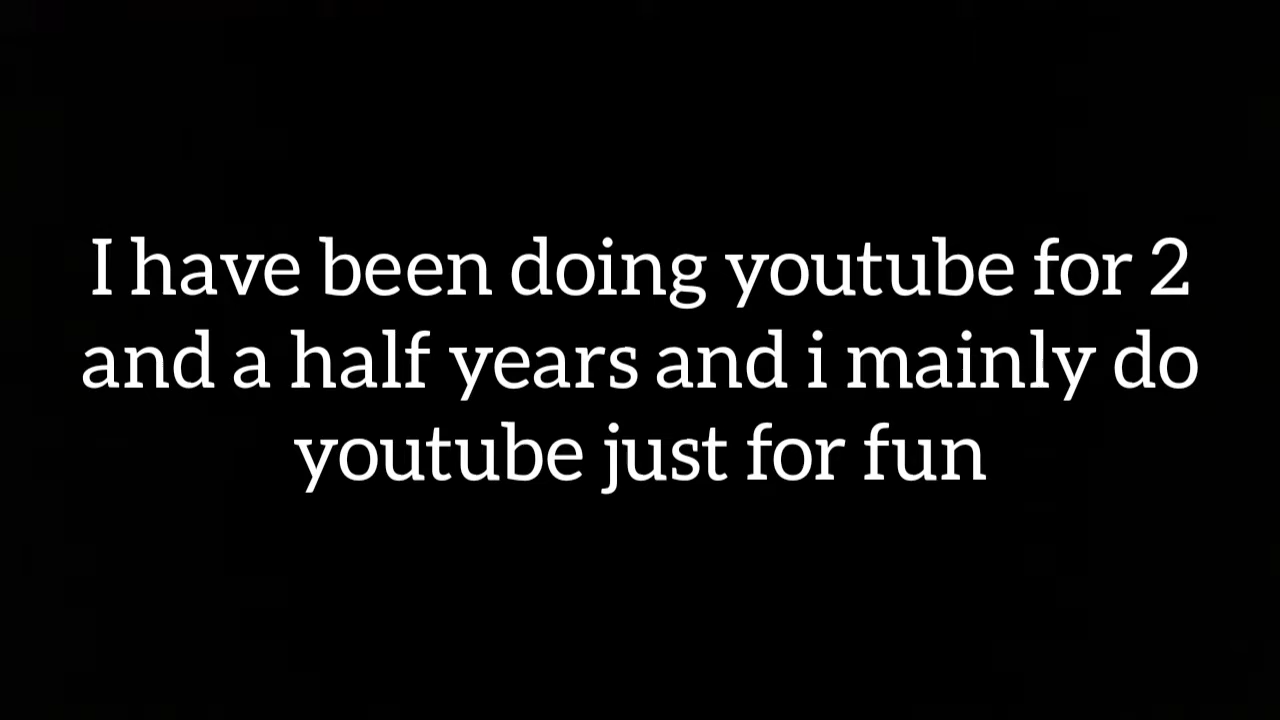 I have been doing youtube for 2
and a half years and i mainly do
youtube just for fun